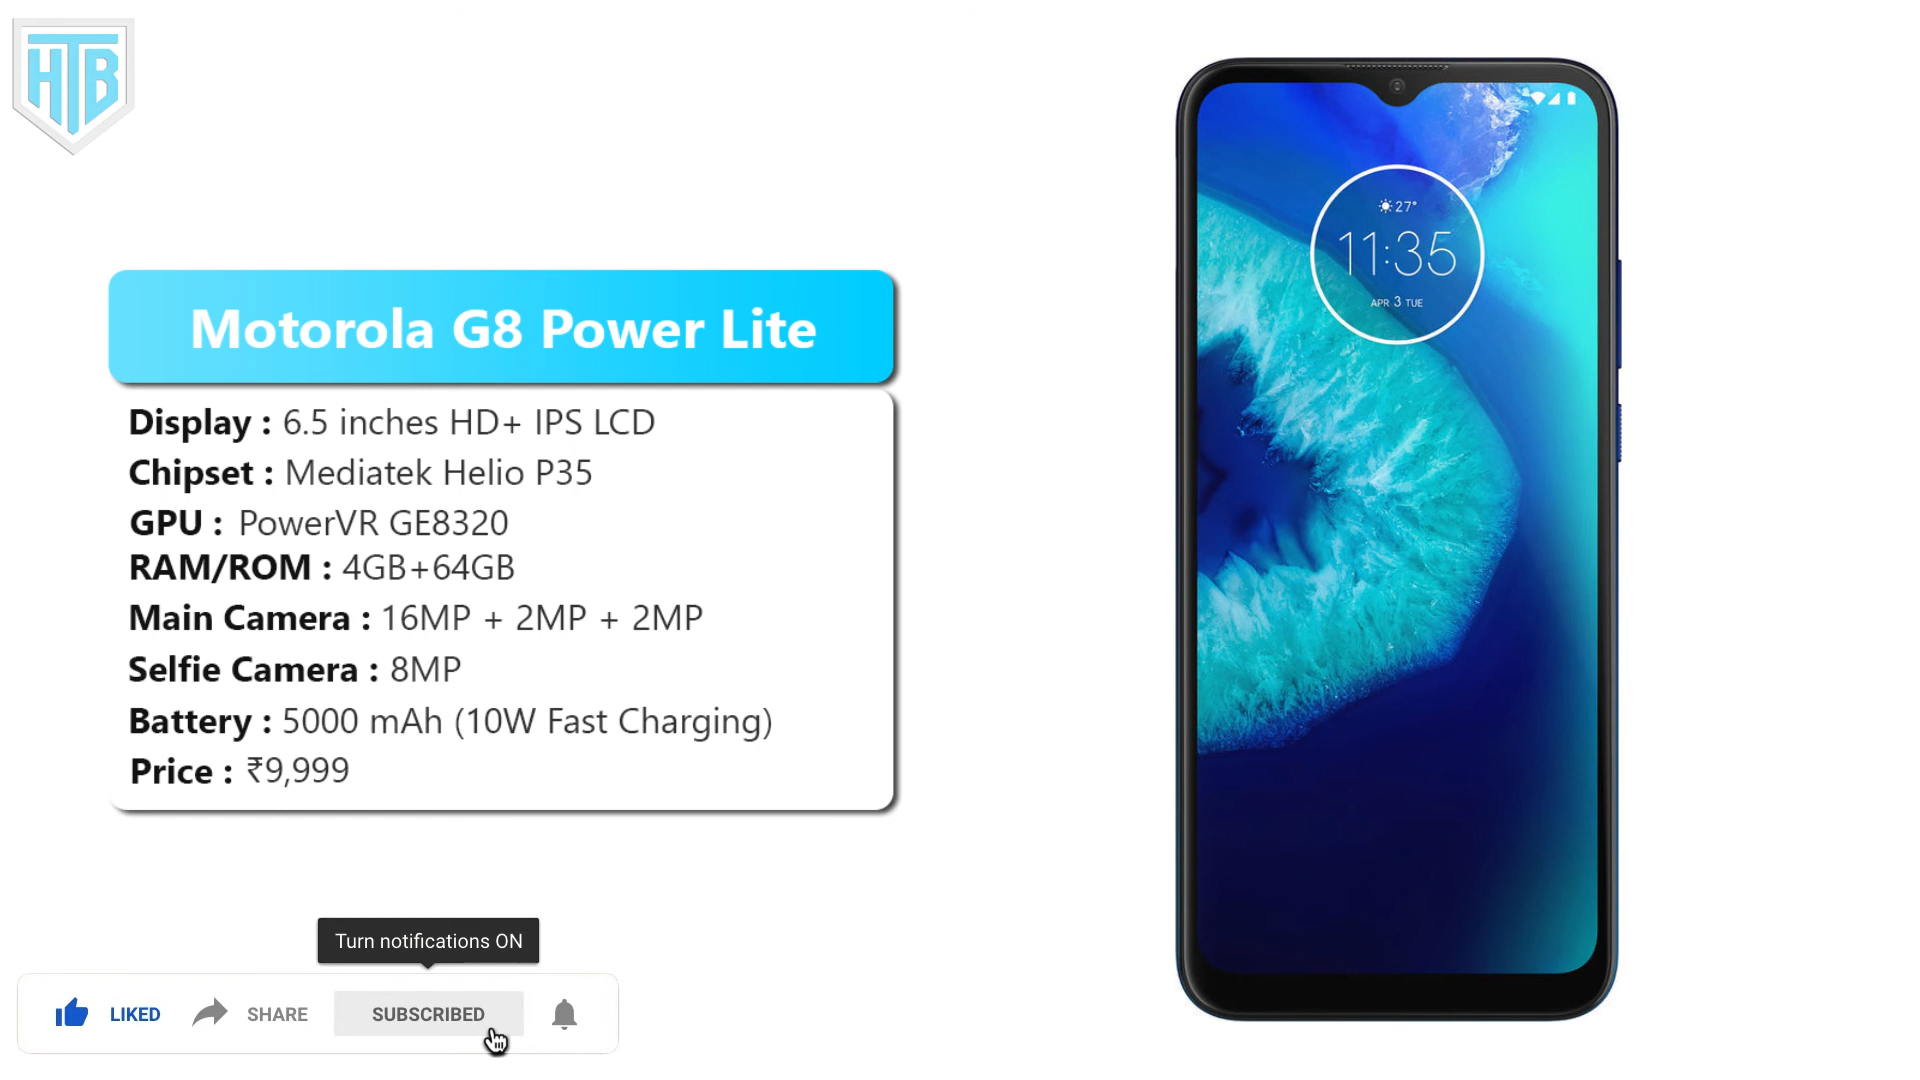 HTB
Motorola G8 Power Lite
Display : 6.5 inches HD+ IPS LCD
Chipset : Mediatek Helio P35
GPU : PowerVR GE8320
RAM/ROM : 4GB+64GB
Main Camera : 16MP + 2MP + 2MP
Selfie Camera : 8MP
Battery : 5000 mAh (10W Fast Charging)
Price : ₹9,999
Turn notifications ON
LIKED SHARE SUBSCRIBED
27°
11:35
APR 3 TUE